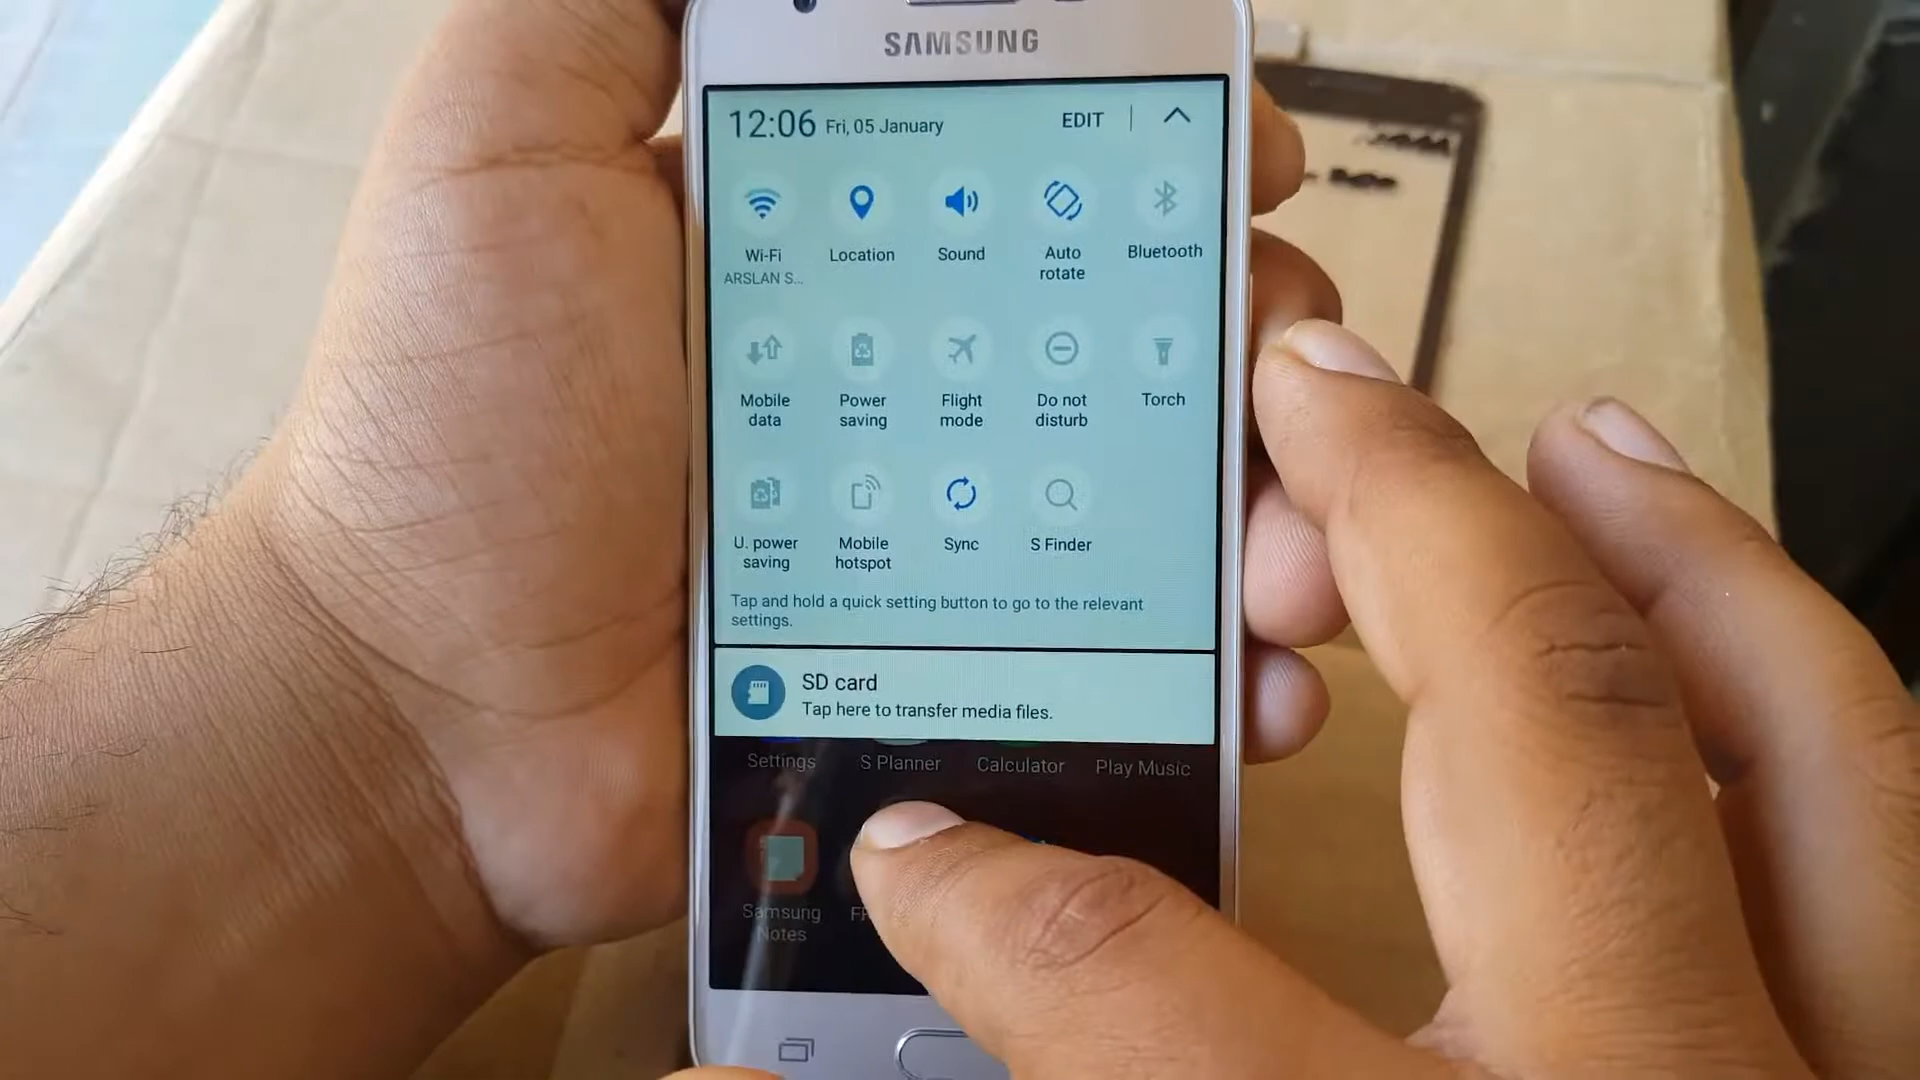 SAMSUNG
12:06 Fri, 05 January EDIT
Wi-Fi Location Sound Auto rotate Bluetooth
ARSLAN S...
Mobile data Power saving Flight mode Do not disturb Torch
U. power saving Mobile hotspot Sync S Finder
Tap and hold a quick setting button to go to the relevant
settings.
SD card
Tap here to transfer media files.
Settings S Planner Calculator Play Music
Samsung
Notes